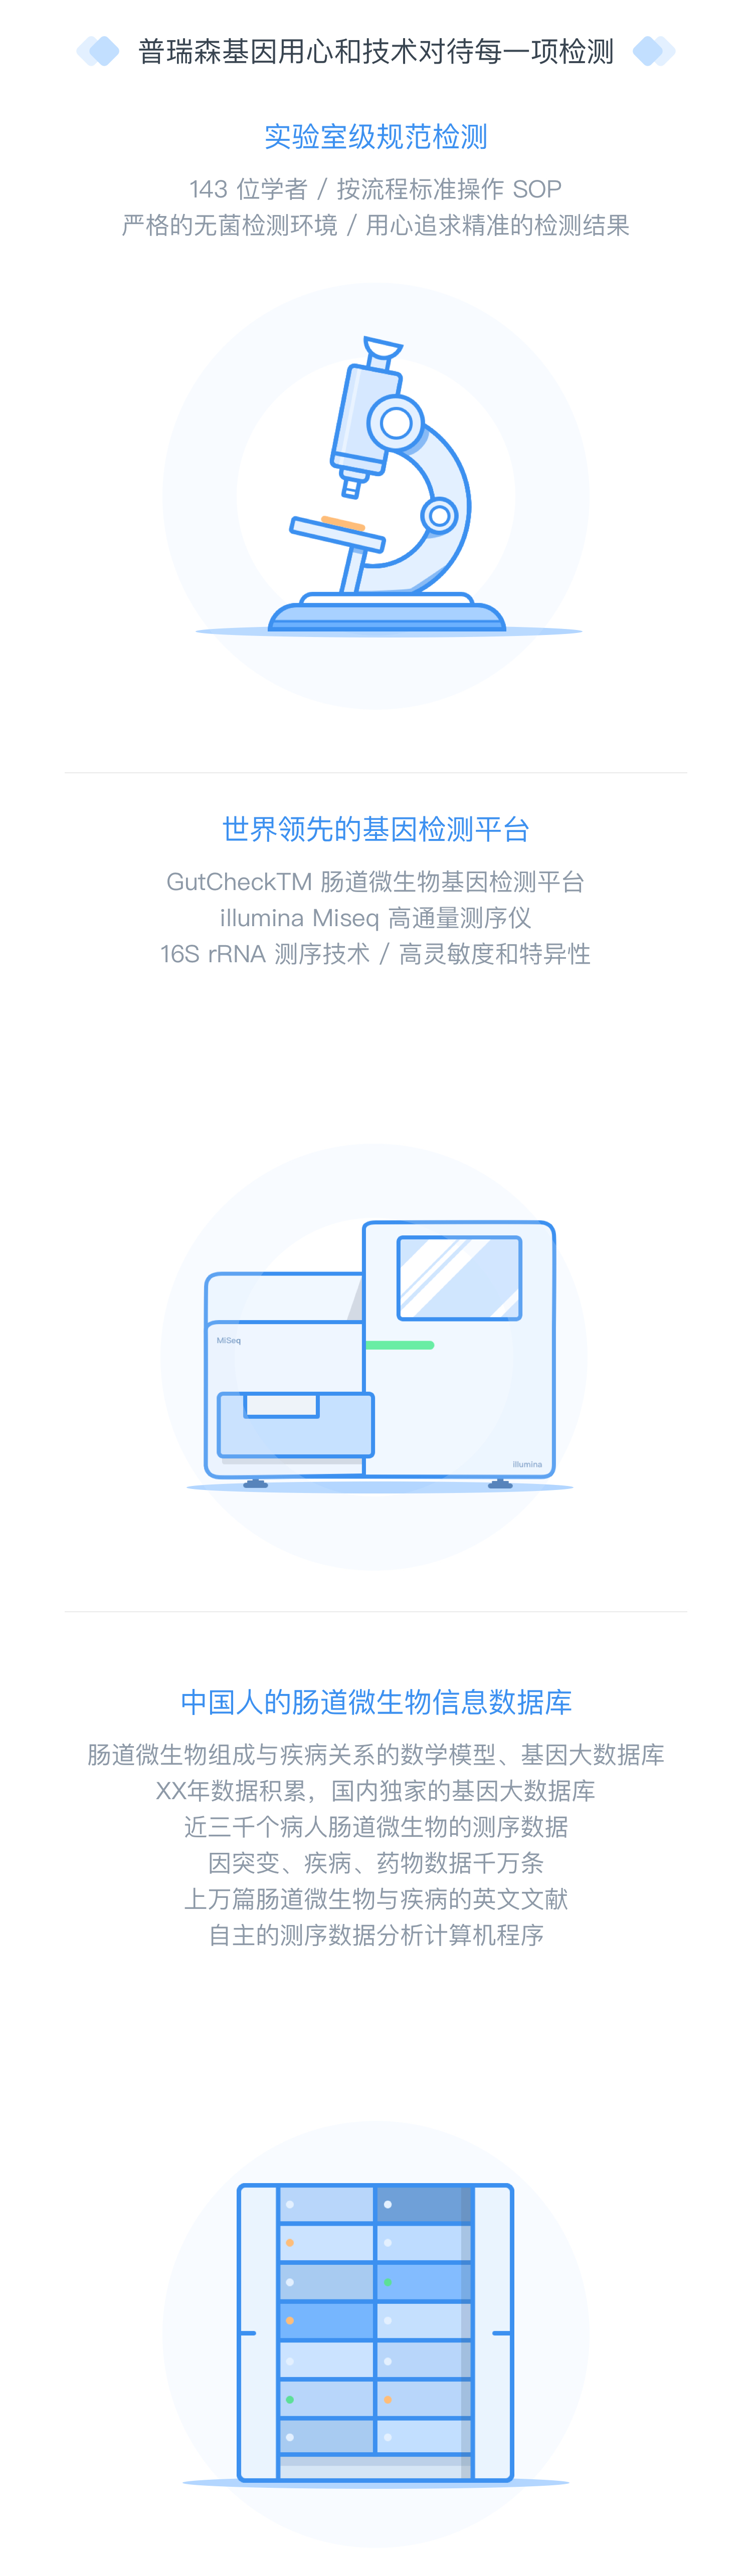 普瑞森基因用心和技术对待每一项检测
实验室级规范检测
143 位学者 / 按流程标准操作 SOP
严格的无菌检测环境 / 用心追求精准的检测结果
世界领先的基因检测平台
GutCheckTM 肠道微生物基因检测平台
illumina Miseq 高通量测序仪
16S rRNA 测序技术 / 高灵敏度和特异性
MiSeq
illumina
中国人的肠道微生物信息数据库
肠道微生物组成与疾病关系的数学模型、基因大数据库
XX年数据积累，国内独家的基因大数据库
近三千个病人肠道微生物的测序数据
因突变、疾病、药物数据千万条
上万篇肠道微生物与疾病的英文文献
自主的测序数据分析计算机程序